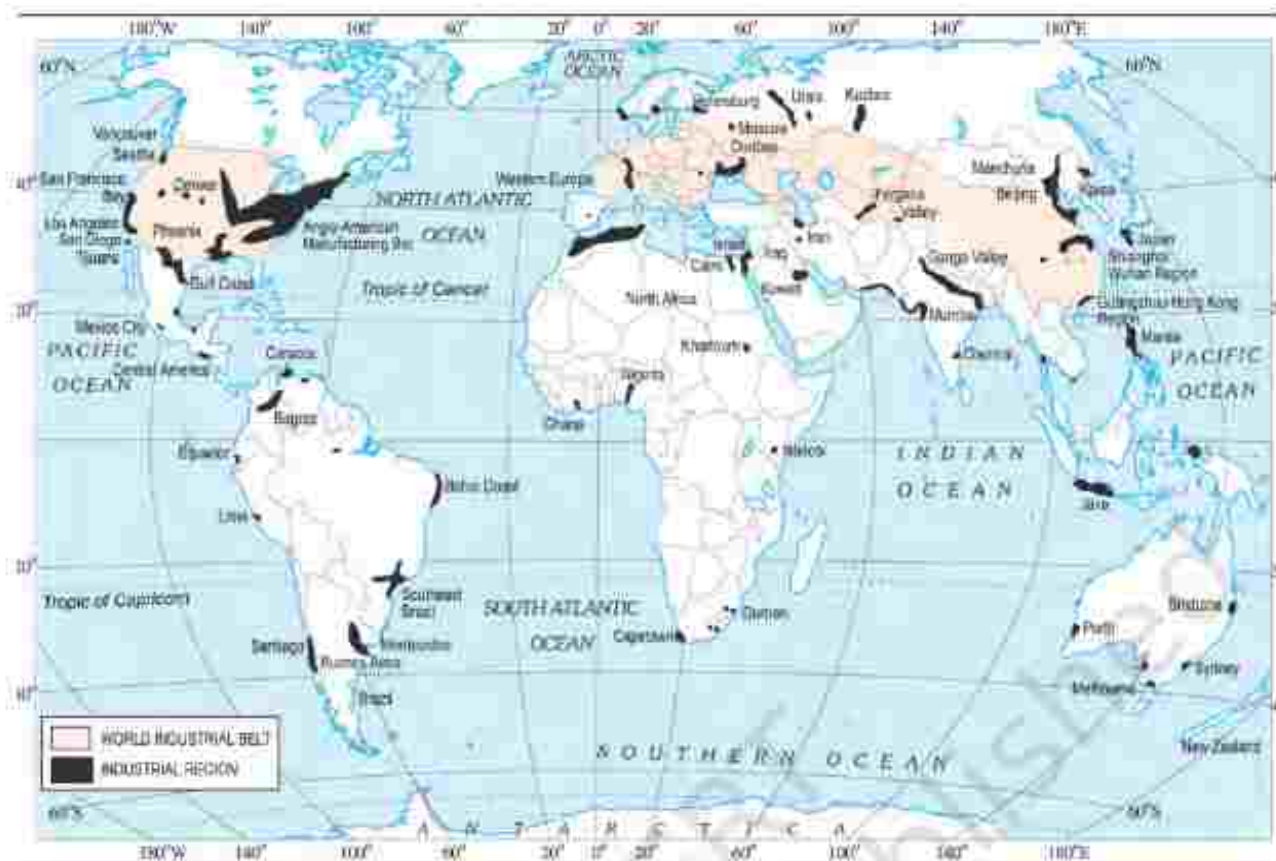 180°W 140° 100° 60° 20° 0° 20° 60° 100° 140° 180°E
60°N
ARCTIC
OCEAN
60°N
Urals
Kuzbas
Vancouver
Seattle
Moscow
Donbas
Manchuria
San Francisco
Bay
Denver
Western Europe
Beijing
NORTH ATLANTIC
OCEAN
Fergana
Valley
Los Angeles
San Diego
Tijuana
Phoenix
Anglo-American
Israel
Iraq
Iran
Japan
Shanghai
Wuhan Region
Gulf Coast
Cairo
Kuwait
Ganga Valley
Tropic of Cancer
North Africa
Mumbai
Guangzhou-Hong Kong
Region
Mexico City
Khartoum
Chennai
Manila
PACIFIC
OCEAN
Central America
Caracas
Nigeria
PACIFIC
OCEAN
Bogota
Ghana
Nairobi
INDIAN
OCEAN
Lima
Java
Tropic of Capricorn
Southeast
Brazil
SOUTH ATLANTIC
OCEAN
Durban
Brisbane
Santiago
Montevideo
Capetown
Perth
Sydney
Buenos Aires
Brazil
Melbourne
WORLD INDUSTRIAL BELT
INDUSTRIAL REGION
SOUTHERN OCEAN
New Zealand
60°S
60°S
ANTARCTICA
180°W 140° 100° 60° 20° 0° 20° 60° 100° 140° 180°E